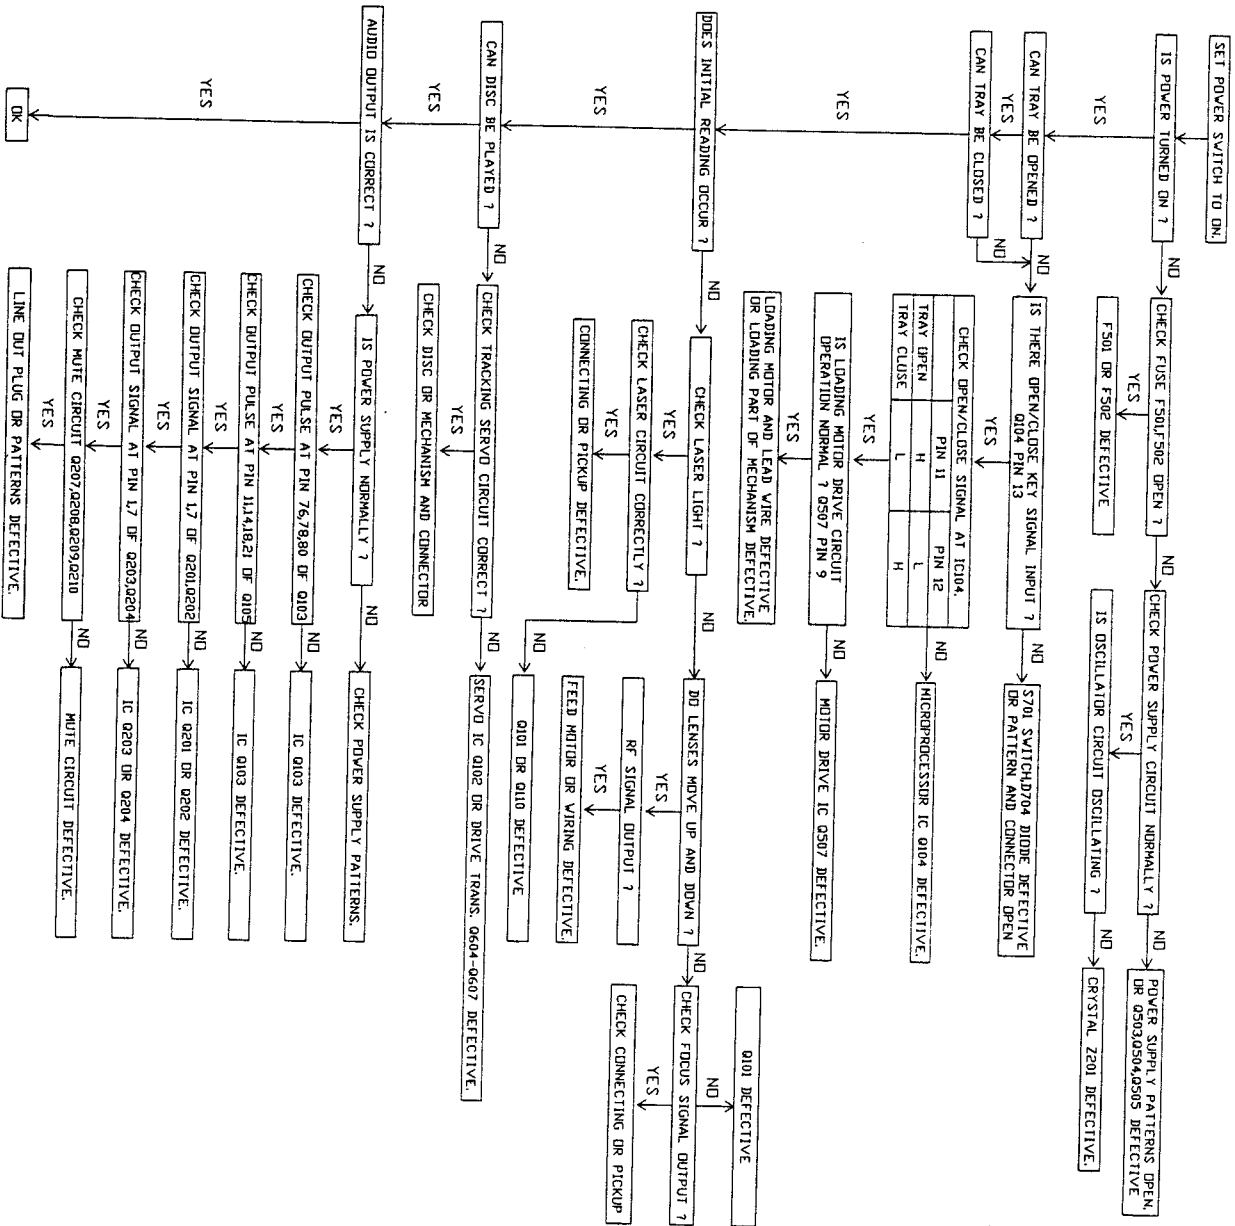 SET POWER SWITCH TO ON.
IS POWER TURNED ON ?
NO
CHECK FUSE F501,F502 OPEN ?
NO
CHECK POWER SUPPLY CIRCUIT NORMALLY ?
NO
POWER SUPPLY PATTERNS OPEN,
OR Q503,Q504,Q505 DEFECTIVE
YES
YES
YES
F501 OR F502 DEFECTIVE
IS OSCILLATOR CIRCUIT OSCILLATING ?
NO
CRYSTAL Z201 DEFECTIVE.
CAN TRAY BE OPENED ?
NO
IS THERE OPEN/CLOSE KEY SIGNAL INPUT ?
Q104 PIN 13
NO
S701 SWITCH,D704 DIODE DEFECTIVE
OR PATTERN AND CONNECTOR OPEN
YES
NO
YES
CAN TRAY BE CLOSED ?
CHECK OPEN/CLOSE SIGNAL AT IC104.
PIN 11 PIN 12
TRAY OPEN H L
TRAY CLOSE L H
NO
MICROPROCESSOR IC Q104 DEFECTIVE.
YES
YES
IS LOADING MOTOR DRIVE CIRCUIT
OPERATION NORMAL ? Q507 PIN 9
NO
MOTOR DRIVE IC Q507 DEFECTIVE.
YES
LOADING MOTOR AND LEAD WIRE DEFECTIVE
OR LOADING PART OF MECHANISM DEFECTIVE.
DOES INITIAL READING OCCUR ?
NO
CHECK LASER LIGHT ?
NO
DO LENSES MOVE UP AND DOWN ?
NO
CHECK FOCUS SIGNAL OUTPUT ?
NO
Q101 DEFECTIVE
YES
YES
YES
YES
CHECK LASER CIRCUIT CORRECTLY ?
RF SIGNAL OUTPUT ?
CHECK CONNECTING OR PICKUP
YES
YES
CONNECTING OR PICKUP DEFECTIVE.
FEED MOTOR OR WIRING DEFECTIVE.
NO
Q101 OR Q110 DEFECTIVE
CAN DISC BE PLAYED ?
NO
CHECK TRACKING SERVO CIRCUIT CORRECT ?
NO
SERVO IC Q102 OR DRIVE TRANS. Q604-Q607 DEFECTIVE.
YES
YES
CHECK DISC OR MECHANISM AND CONNECTOR
AUDIO OUTPUT IS CORRECT ?
NO
IS POWER SUPPLY NORMALLY ?
NO
CHECK POWER SUPPLY PATTERNS.
YES
YES
CHECK OUTPUT PULSE AT PIN 76,78,80 OF Q103
NO
IC Q103 DEFECTIVE.
YES
CHECK OUTPUT PULSE AT PIN 11,14,18,21 OF Q105
NO
IC Q103 DEFECTIVE.
YES
CHECK OUTPUT SIGNAL AT PIN 1,7 OF Q201,Q202
NO
IC Q201 OR Q202 DEFECTIVE.
YES
CHECK OUTPUT SIGNAL AT PIN 1,7 OF Q203,Q204
NO
IC Q203 OR Q204 DEFECTIVE.
YES
CHECK MUTE CIRCUIT Q207,Q208,Q209,Q210
NO
MUTE CIRCUIT DEFECTIVE.
YES
LINE OUT PLUG OR PATTERNS DEFECTIVE.
OK